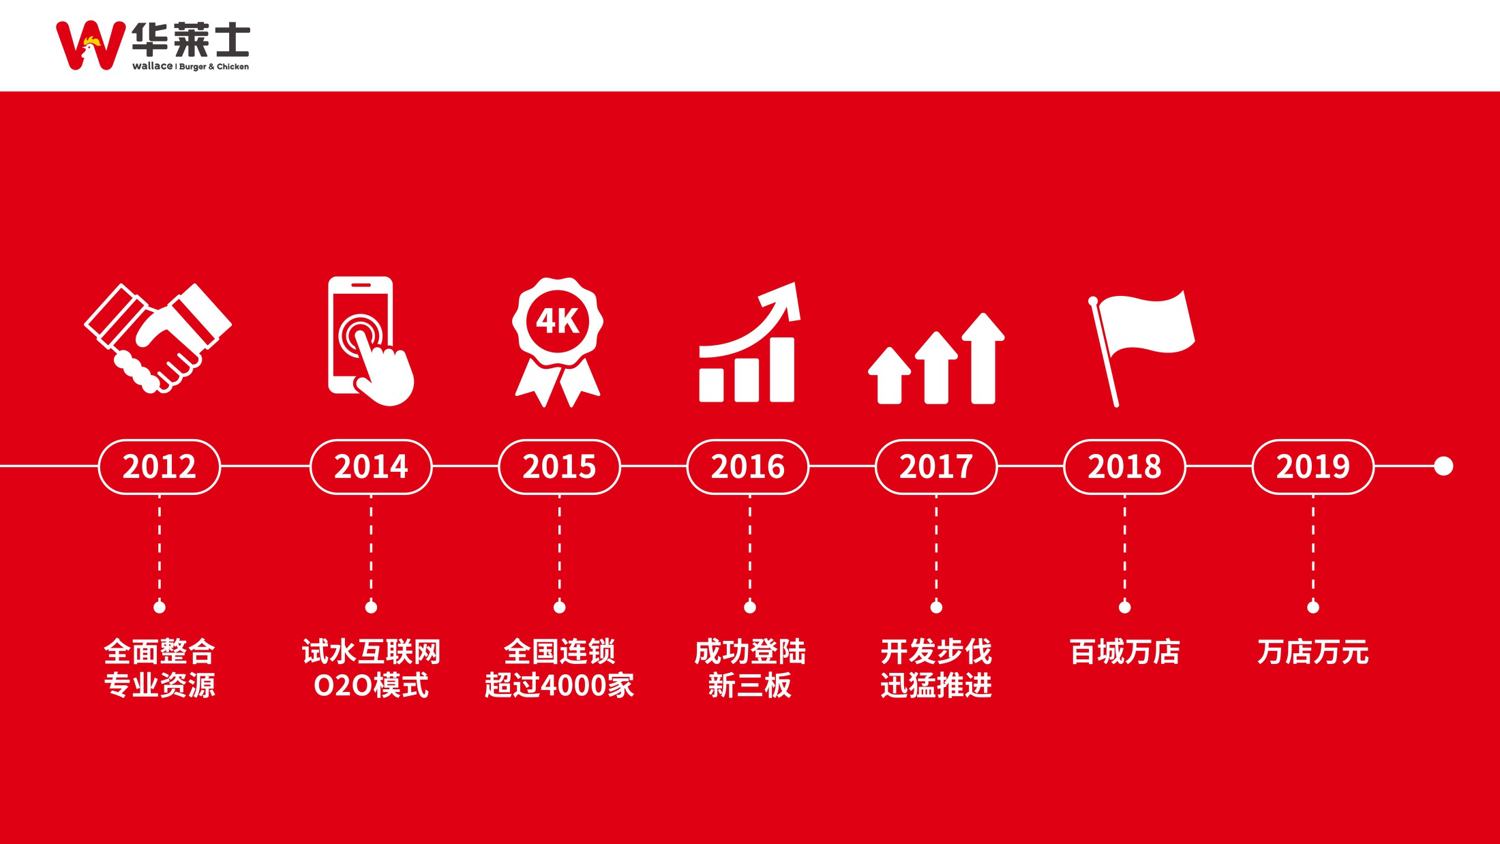 华莱士
wallace | Burger & Chicken
4K
2012
2014
2015
2016
2017
2018
2019
全面整合
专业资源
试水互联网
O2O模式
全国连锁
超过4000家
成功登陆
新三板
开发步伐
迅猛推进
百城万店
万店万元